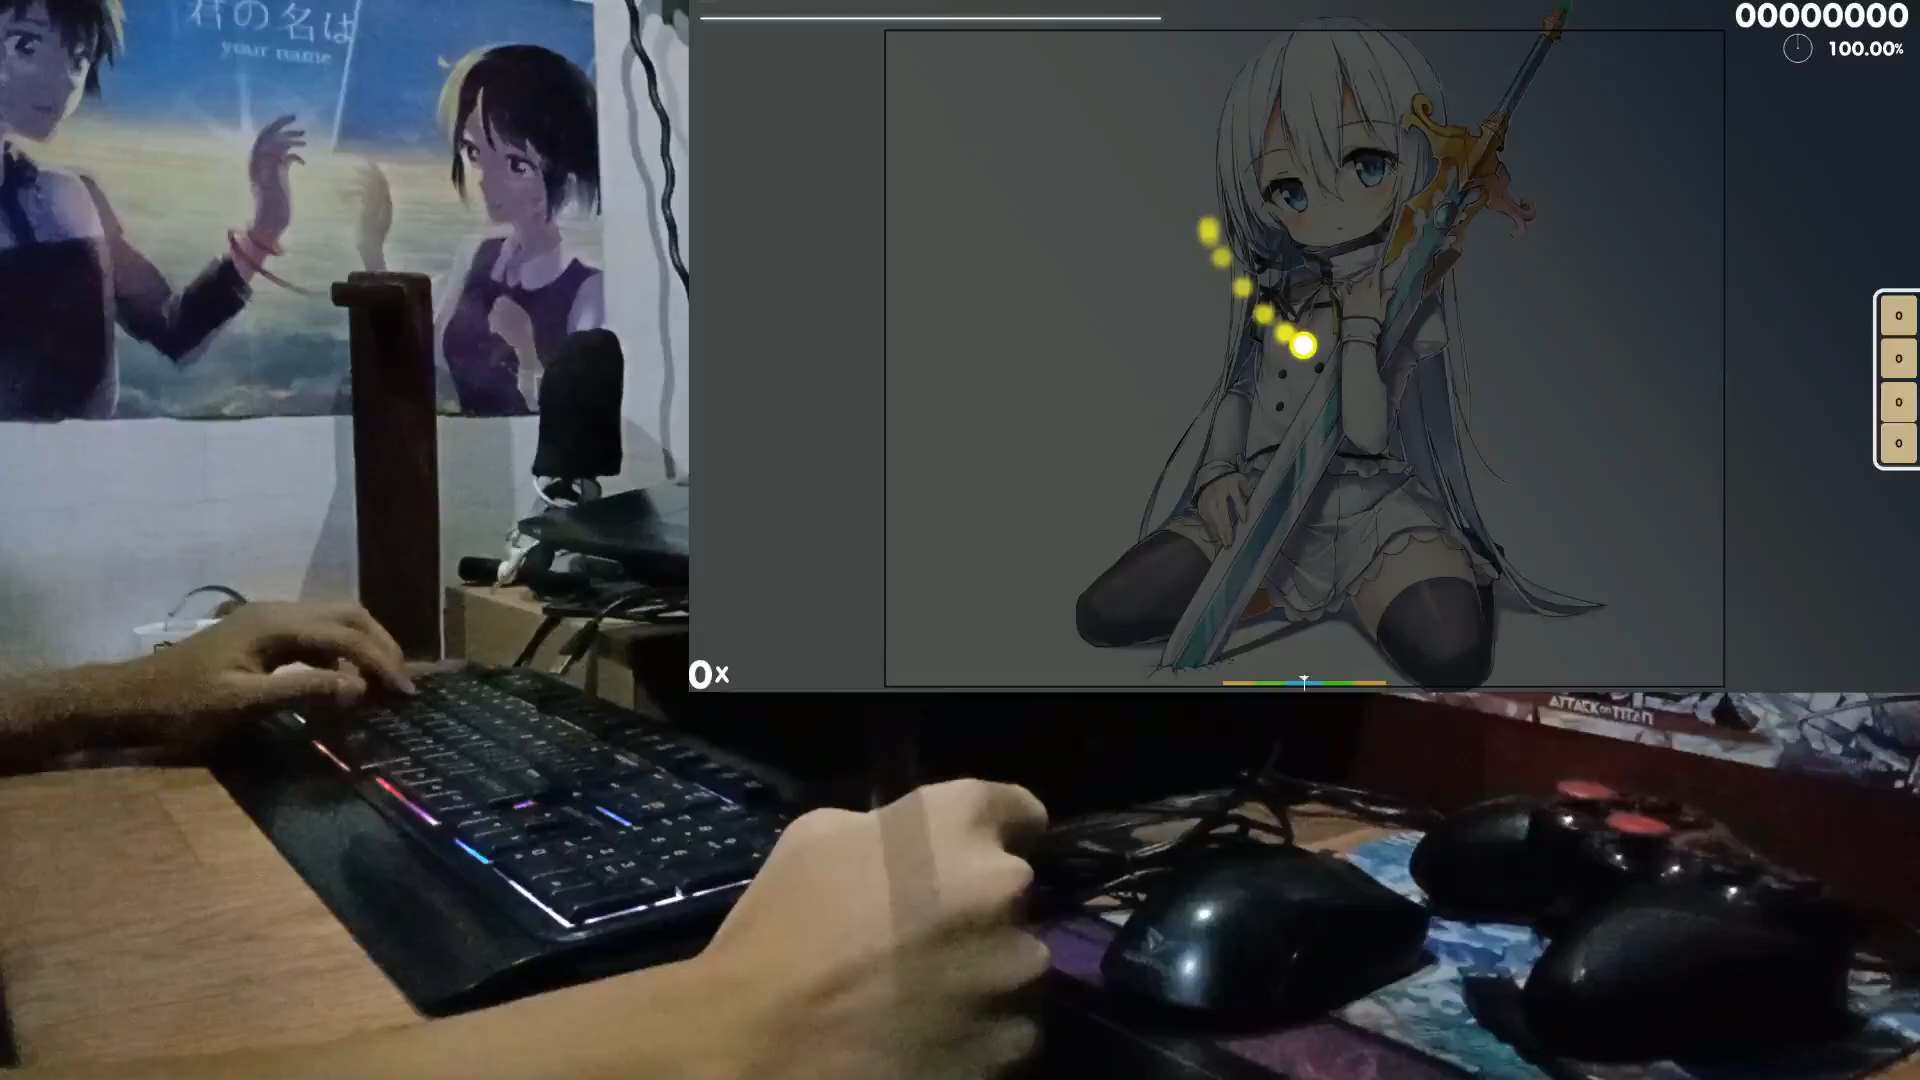 君の名は
your name
00000000
100.00%
0
0
0
0
0x
ATTACK ON TITAN